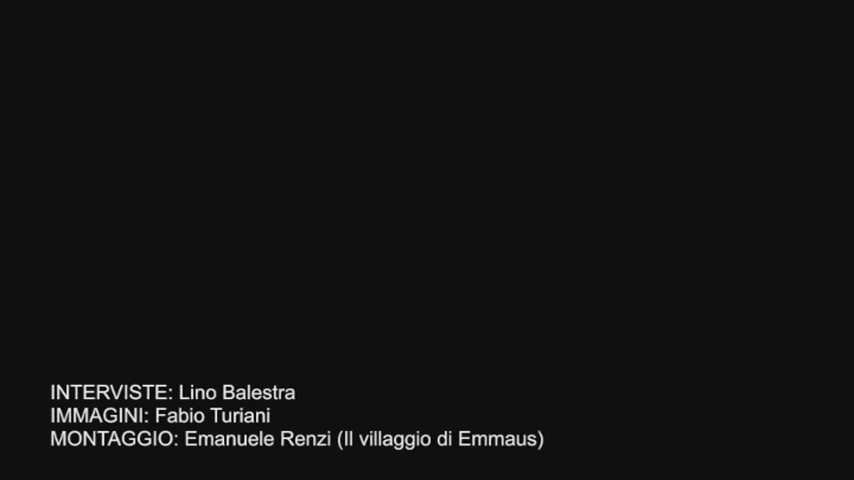 INTERVISTE: Lino Balestra
IMMAGINI: Fabio Turiani
MONTAGGIO: Emanuele Renzi (Il villaggio di Emmaus)